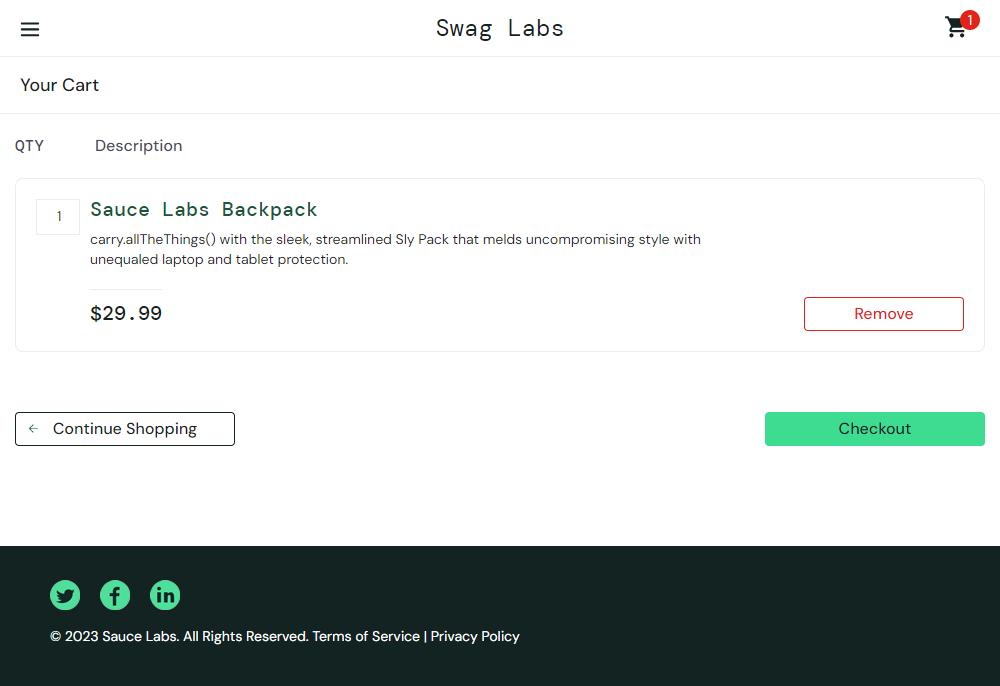 Swag Labs
1
Your Cart
QTY Description
1
Sauce Labs Backpack
carry.allTheThings() with the sleek, streamlined Sly Pack that melds uncompromising style with
unequaled laptop and tablet protection.
$29.99
Remove
Continue Shopping
Checkout
© 2023 Sauce Labs. All Rights Reserved. Terms of Service | Privacy Policy